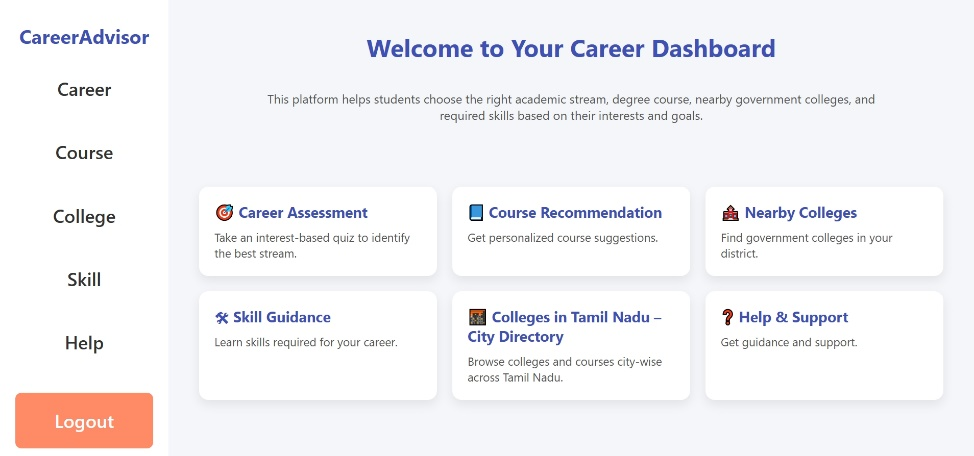 CareerAdvisor
Career
Course
College
Skill
Help
Logout
Welcome to Your Career Dashboard
This platform helps students choose the right academic stream, degree course, nearby government colleges, and
required skills based on their interests and goals.
🎯 Career Assessment
Take an interest-based quiz to identify
the best stream.
📘 Course Recommendation
Get personalized course suggestions.
🏫 Nearby Colleges
Find government colleges in your
district.
🛠 Skill Guidance
Learn skills required for your career.
Colleges in Tamil Nadu –
City Directory
Browse colleges and courses city-wise
across Tamil Nadu.
❓ Help & Support
Get guidance and support.